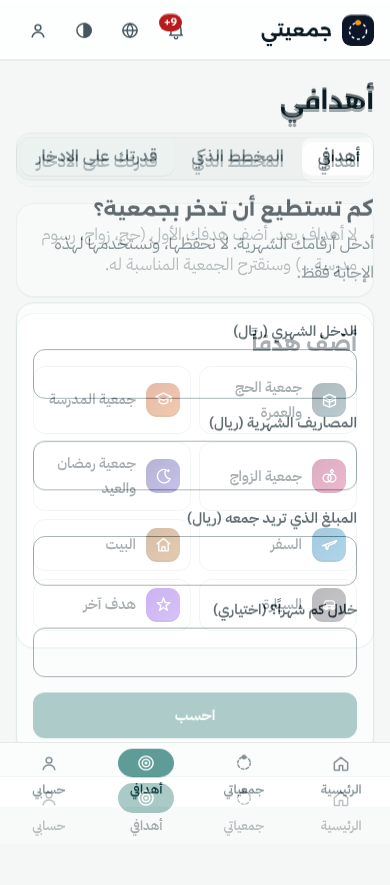 جمعيتي
+9
أهدافي
أهدافي
المخطط الذكي
قدرتك على الادخار
كم تستطيع أن تدخر بجمعية؟
لا أهداف بعد. أضف هدفك الأول (حج, زواج, رسوم
أدخل أرقامك الشهرية. لا نحفظها، ونستخدمها لهذه
مدرسية..) وسنقترح الجمعية المناسبة له.
الإجابة فقط.
الدخل الشهري (ريال)
أضف هدفًا
جمعية الحج
والعمرة
جمعية المدرسة
المصاريف الشهرية (ريال)
جمعية الزواج
جمعية رمضان
والعيد
المبلغ الذي تريد جمعه (ريال)
السفر
البيت
خلال كم شهرًا؟ (اختياري)
السيارة
هدف آخر
احسب
الرئيسية
جمعياتي
أهدافي
حسابي
الرئيسية
جمعياتي
أهدافي
حسابي